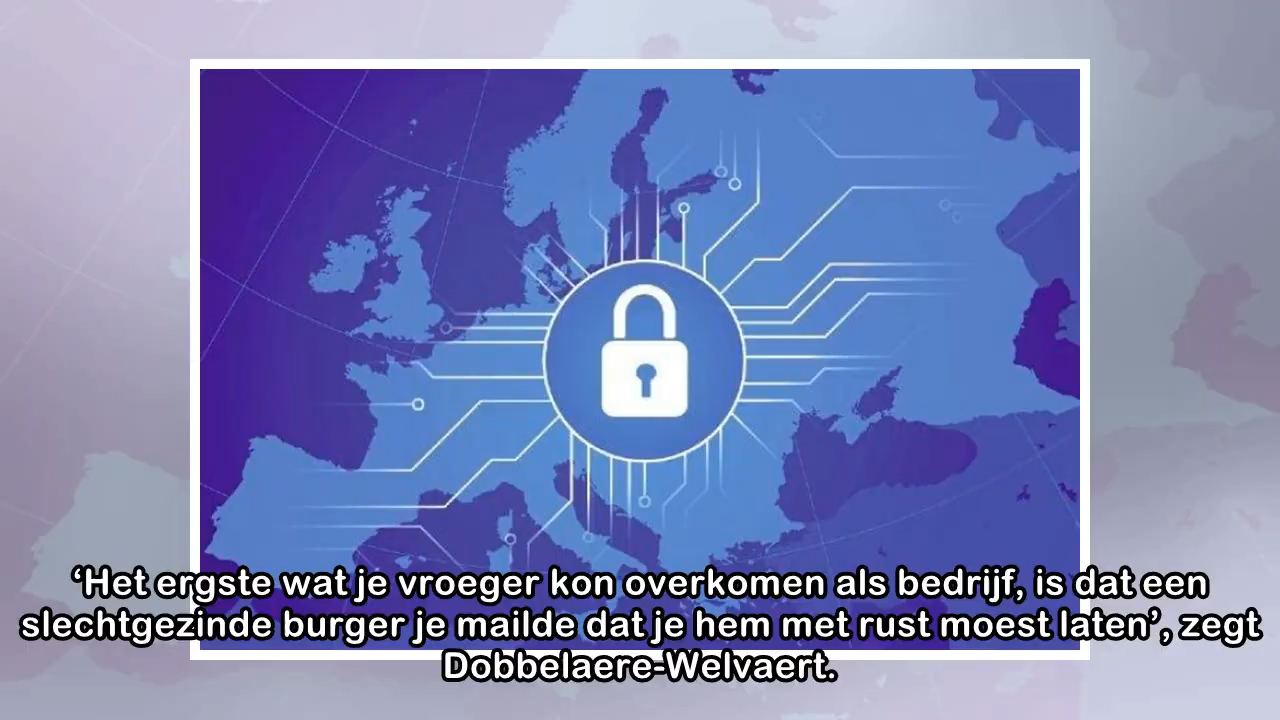 ‘Het ergste wat je vroeger kon overkomen als bedrijf, is dat een
slechtgezinde burger je mailde dat je hem met rust moest laten’, zegt
Dobbelaere-Welvaert.